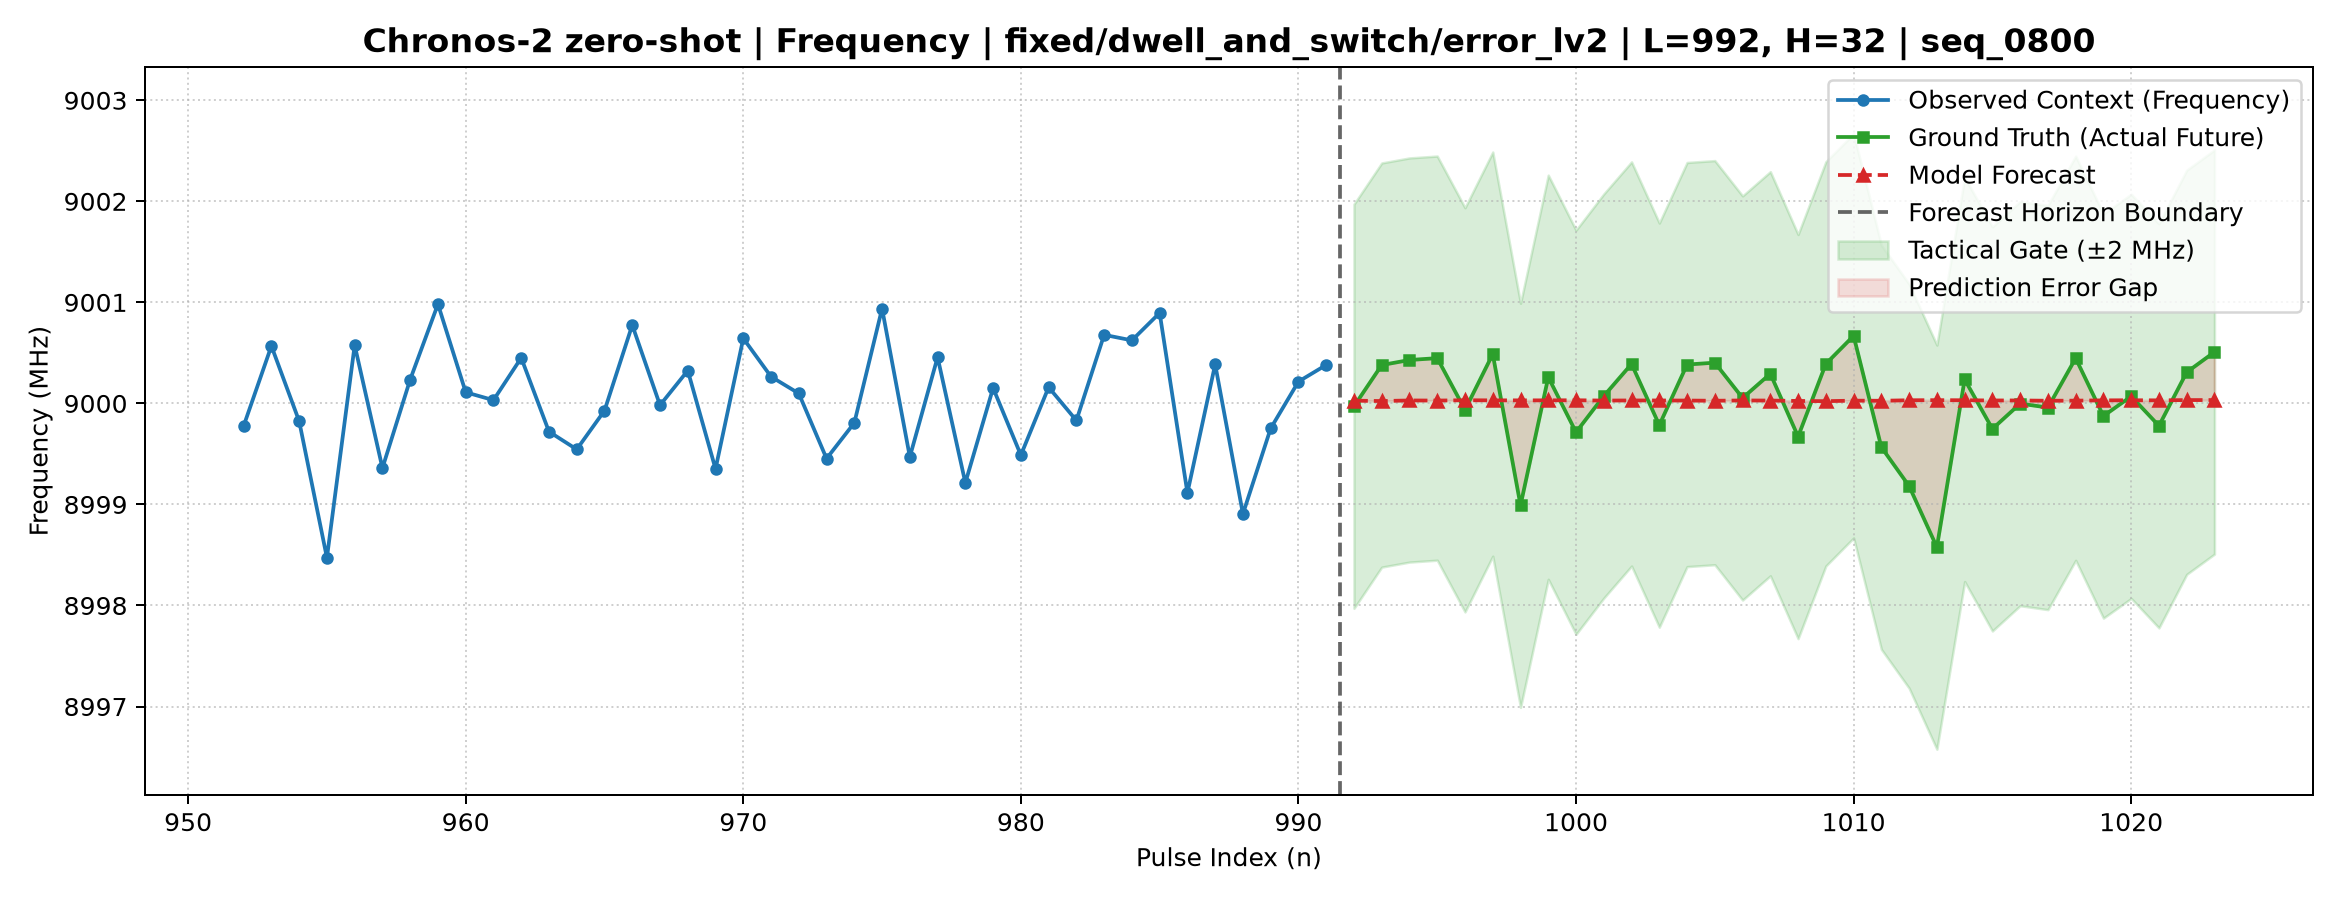 Chronos-2 zero-shot | Frequency | fixed/dwell_and_switch/error_lv2 | L=992, H=32 | seq_0800
Frequency (MHz)
9003
9002
9001
9000
8999
8998
8997
Observed Context (Frequency)
Ground Truth (Actual Future)
Model Forecast
Forecast Horizon Boundary
Tactical Gate (±2 MHz)
Prediction Error Gap
950 960 970 980 990 1000 1010 1020
Pulse Index (n)